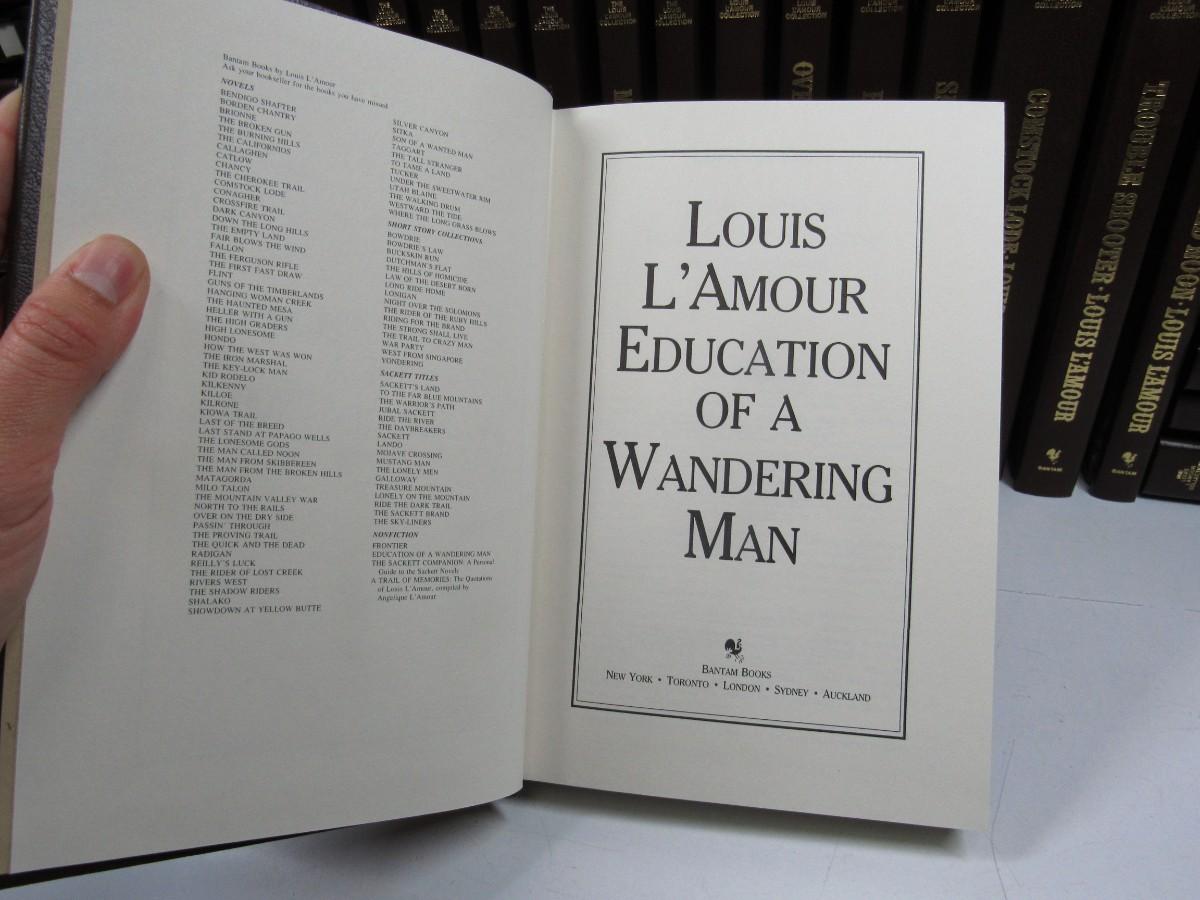 Bantam Books by Louis L'Amour
Ask your bookseller for the books you have missed
NOVELS
BENDIGO SHAFTER
BORDEN CHANTRY
BRIONNE
THE BROKEN GUN
THE BURNING HILLS
THE CALIFORNIOS
CALLAGHEN
CATLOW
CHANCY
THE CHEROKEE TRAIL
COMSTOCK LODE
CONAGHER
CROSSFIRE TRAIL
DARK CANYON
DOWN THE LONG HILLS
THE EMPTY LAND
FAIR BLOWS THE WIND
FALLON
THE FERGUSON RIFLE
THE FIRST FAST DRAW
FLINT
GUNS OF THE TIMBERLANDS
HANGING WOMAN CREEK
THE HAUNTED MESA
HELLER WITH A GUN
THE HIGH GRADERS
HIGH LONESOME
HONDO
HOW THE WEST WAS WON
THE IRON MARSHAL
THE KEY-LOCK MAN
KID RODELO
KILKENNY
KILLOE
KILRONE
KIOWA TRAIL
LAST OF THE BREED
LAST STAND AT PAPAGO WELLS
THE LONESOME GODS
THE MAN CALLED NOON
THE MAN FROM SKIBBEREEN
THE MAN FROM THE BROKEN HILLS
MATAGORDA
MILO TALON
THE MOUNTAIN VALLEY WAR
NORTH TO THE RAILS
OVER ON THE DRY SIDE
PASSIN' THROUGH
THE PROVING TRAIL
THE QUICK AND THE DEAD
RADIGAN
REILLY'S LUCK
THE RIDER OF LOST CREEK
RIVERS WEST
THE SHADOW RIDERS
SHALAKO
SHOWDOWN AT YELLOW BUTTE
SILVER CANYON
SITKA
SON OF A WANTED MAN
TAGGART
THE TALL STRANGER
TO TAME A LAND
TUCKER
UNDER THE SWEETWATER RIM
UTAH BLAINE
THE WALKING DRUM
WESTWARD THE TIDE
WHERE THE LONG GRASS BLOWS
SHORT STORY COLLECTIONS
BOWDRIE
BOWDRIE'S LAW
BUCKSKIN RUN
DUTCHMAN'S FLAT
THE HILLS OF HOMICIDE
LAW OF THE DESERT BORN
LONG RIDE HOME
LONIGAN
NIGHT OVER THE SOLOMONS
THE RIDER OF THE RUBY HILLS
RIDING FOR THE BRAND
THE STRONG SHALL LIVE
THE TRAIL TO CRAZY MAN
WAR PARTY
WEST FROM SINGAPORE
YONDERING
SACKETT TITLES
SACKETT'S LAND
TO THE FAR BLUE MOUNTAINS
THE WARRIOR'S PATH
JUBAL SACKETT
RIDE THE RIVER
THE DAYBREAKERS
SACKETT
LANDO
MOJAVE CROSSING
MUSTANG MAN
THE LONELY MEN
GALLOWAY
TREASURE MOUNTAIN
LONELY ON THE MOUNTAIN
RIDE THE DARK TRAIL
THE SACKETT BRAND
THE SKY-LINERS
NONFICTION
FRONTIER
EDUCATION OF A WANDERING MAN
THE SACKETT COMPANION: A Personal
Guide to the Sackett Novels
A TRAIL OF MEMORIES: The Quotations
of Louis L'Amour, compiled by
Angelique L'Amour
LOUIS
L'AMOUR
EDUCATION
OF A
WANDERING
MAN
BANTAM BOOKS
NEW YORK • TORONTO • LONDON • SYDNEY • AUCKLAND
THE LOUIS L'AMOUR COLLECTION
COMSTOCK LODE
BANTAM
TROUBLE SHOOTER · LOUIS L'AMOUR
BANTAM
NOON · LOUIS L'AMOUR
LOUIS L'AMOUR